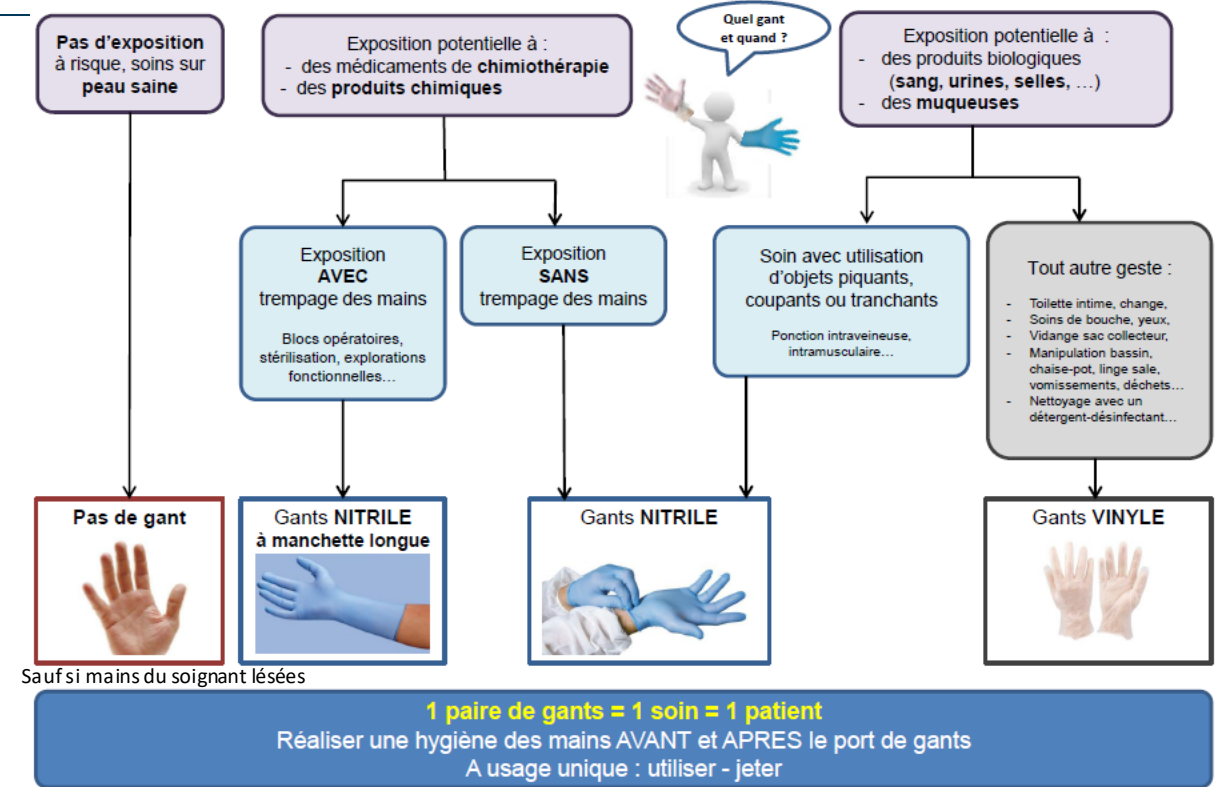 Pas d'exposition
à risque, soins sur
peau saine
Exposition potentielle à :
- des médicaments de chimiothérapie
- des produits chimiques
Quel gant
et quand ?
Exposition potentielle à :
- des produits biologiques
(sang, urines, selles, …)
- des muqueuses
Exposition
AVEC
trempage des mains
Blocs opératoires,
stérilisation, explorations
fonctionnelles…
Exposition
SANS
trempage des mains
Soin avec utilisation
d'objets piquants,
coupants ou tranchants
Ponction intraveineuse,
intramusculaire…
Tout autre geste :
- Toilette intime, change,
- Soins de bouche, yeux,
- Vidange sac collecteur,
- Manipulation bassin,
chaise-pot, linge sale,
vomissements, déchets…
- Nettoyage avec un
détergent-désinfectant…
Pas de gant
Gants NITRILE
à manchette longue
Gants NITRILE
Gants VINYLE
Sauf si mains du soignant lésées
1 paire de gants = 1 soin = 1 patient
Réaliser une hygiène des mains AVANT et APRES le port de gants
A usage unique : utiliser - jeter